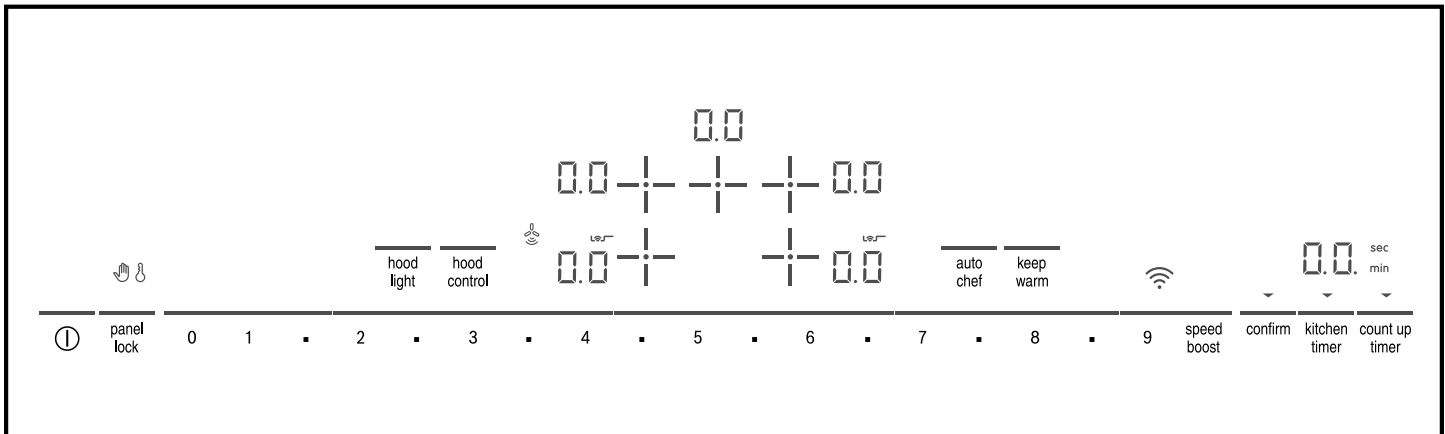 0.0
0.0 0.0
hood light
hood control
0.0 0.0
auto chef
keep warm
0.0. sec
min
panel lock
0 1 . 2 . 3 . 4 . 5 . 6 . 7 . 8 . 9
speed boost
confirm
kitchen timer
count up timer